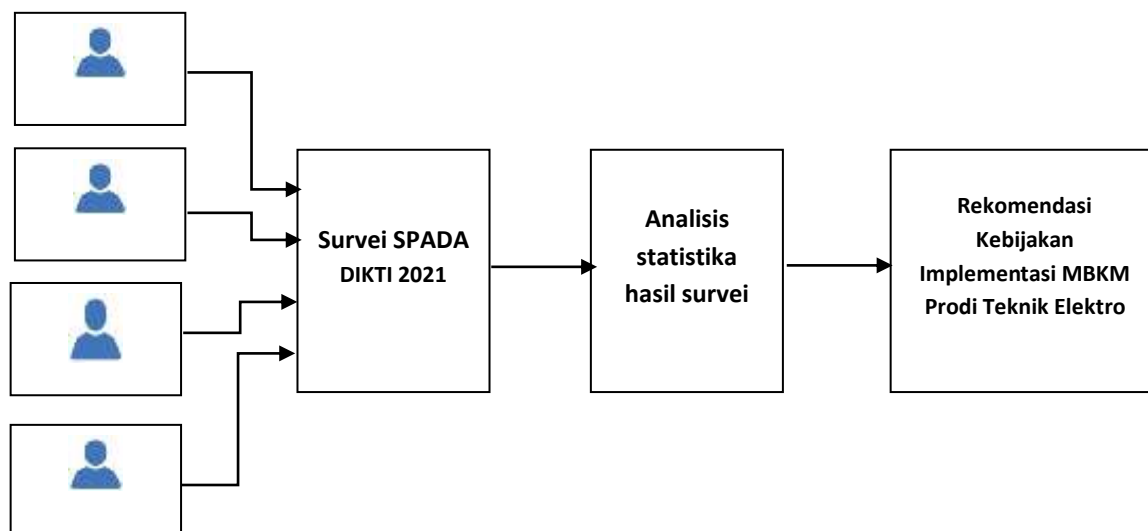 Survei SPADA
DIKTI 2021
Analisis
statistika
hasil survei
Rekomendasi
Kebijakan
Implementasi MBKM
Prodi Teknik Elektro